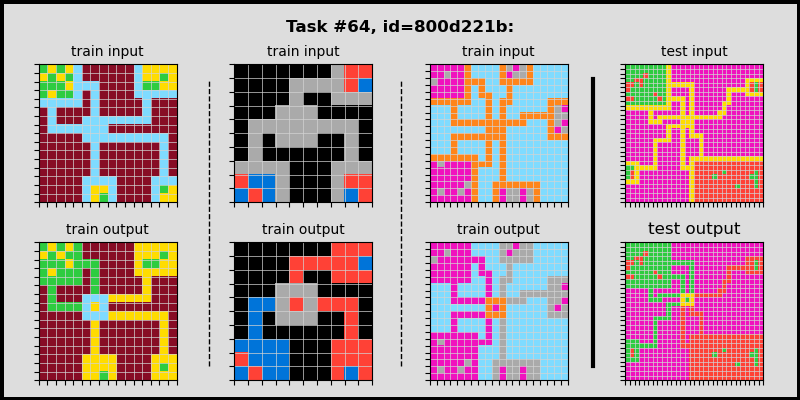 Task #64, id=800d221b:
train input
train input
train input
test input
train output
train output
train output
test output